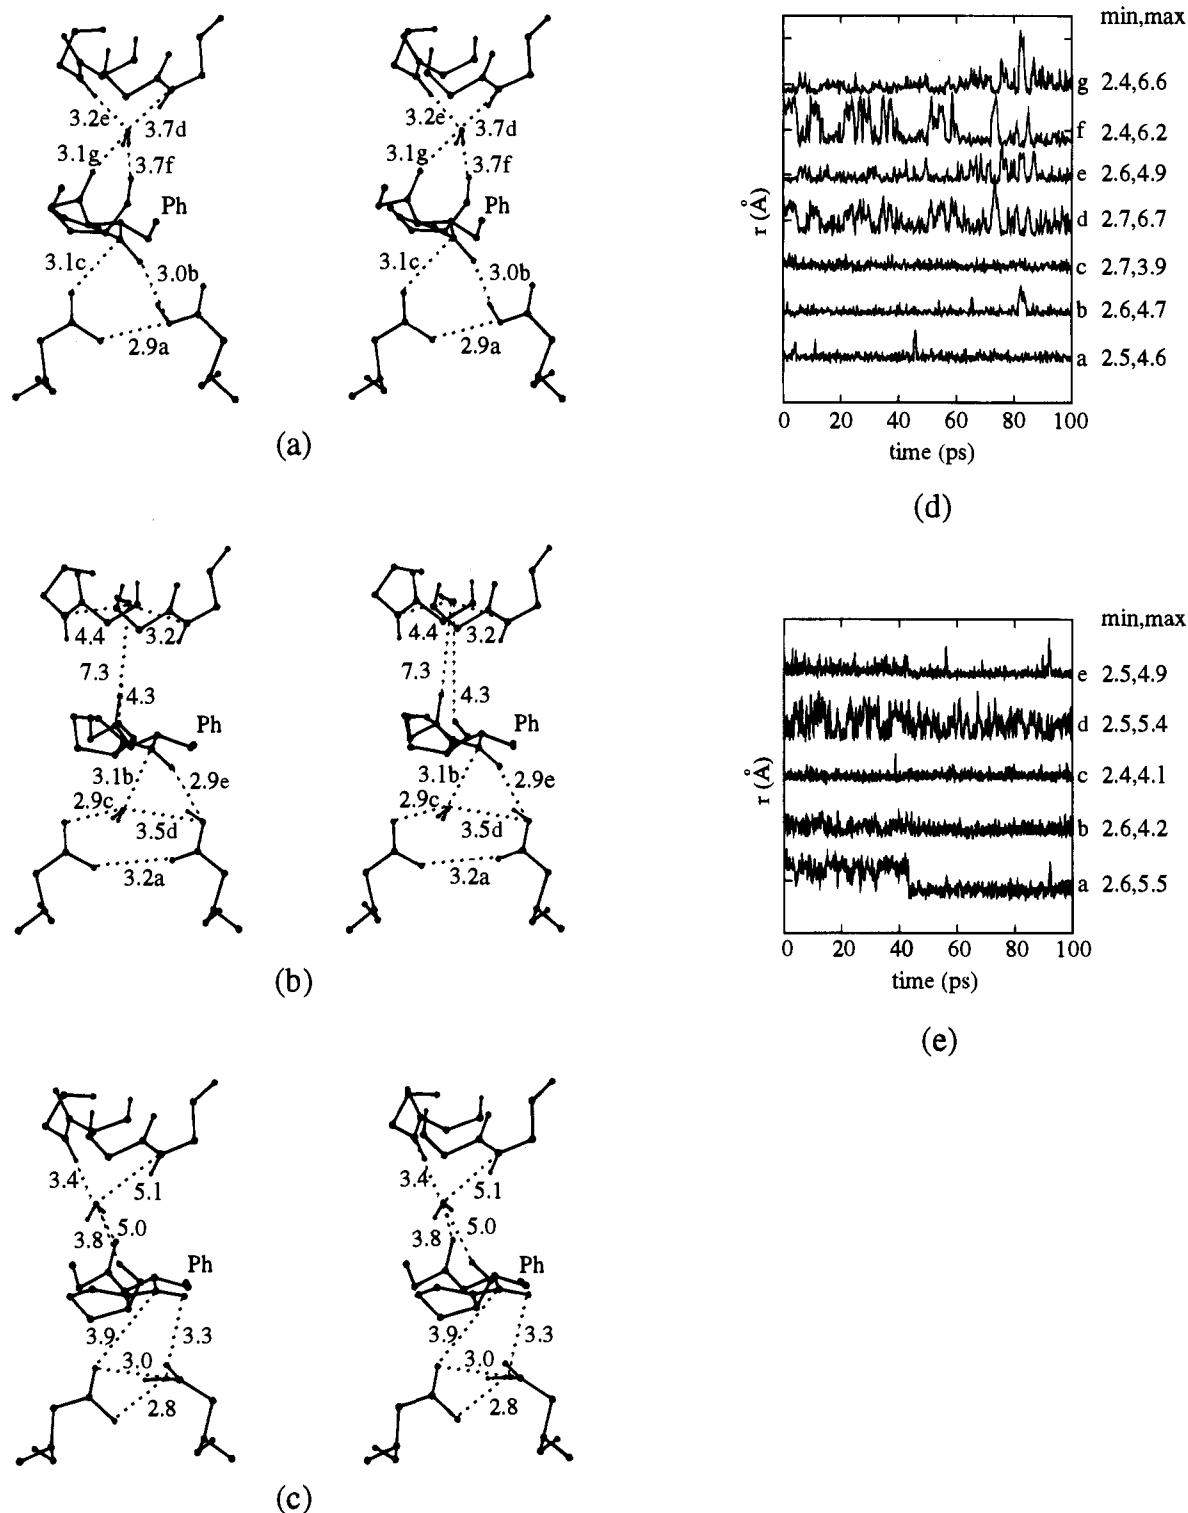 3.2e 3.7d
3.1g 3.7f
Ph
3.1c 3.0b
2.9a
3.2e 3.7d
3.1g 3.7f
Ph
3.1c 3.0b
2.9a
(a)
min,max
g 2.4,6.6
f 2.4,6.2
e 2.6,4.9
d 2.7,6.7
c 2.7,3.9
b 2.6,4.7
a 2.5,4.6
r (Å)
0 20 40 60 80 100
time (ps)
(d)
4.4 3.2
7.3
4.3
Ph
3.1b 2.9e
2.9c
3.5d
3.2a
4.4 3.2
7.3
4.3
Ph
3.1b 2.9e
2.9c
3.5d
3.2a
(b)
min,max
e 2.5,4.9
d 2.5,5.4
c 2.4,4.1
b 2.6,4.2
a 2.6,5.5
r (Å)
0 20 40 60 80 100
time (ps)
(e)
3.4 5.1
3.8 5.0
Ph
3.9 3.3
3.0
2.8
3.4 5.1
3.8 5.0
Ph
3.9 3.3
3.0
2.8
(c)